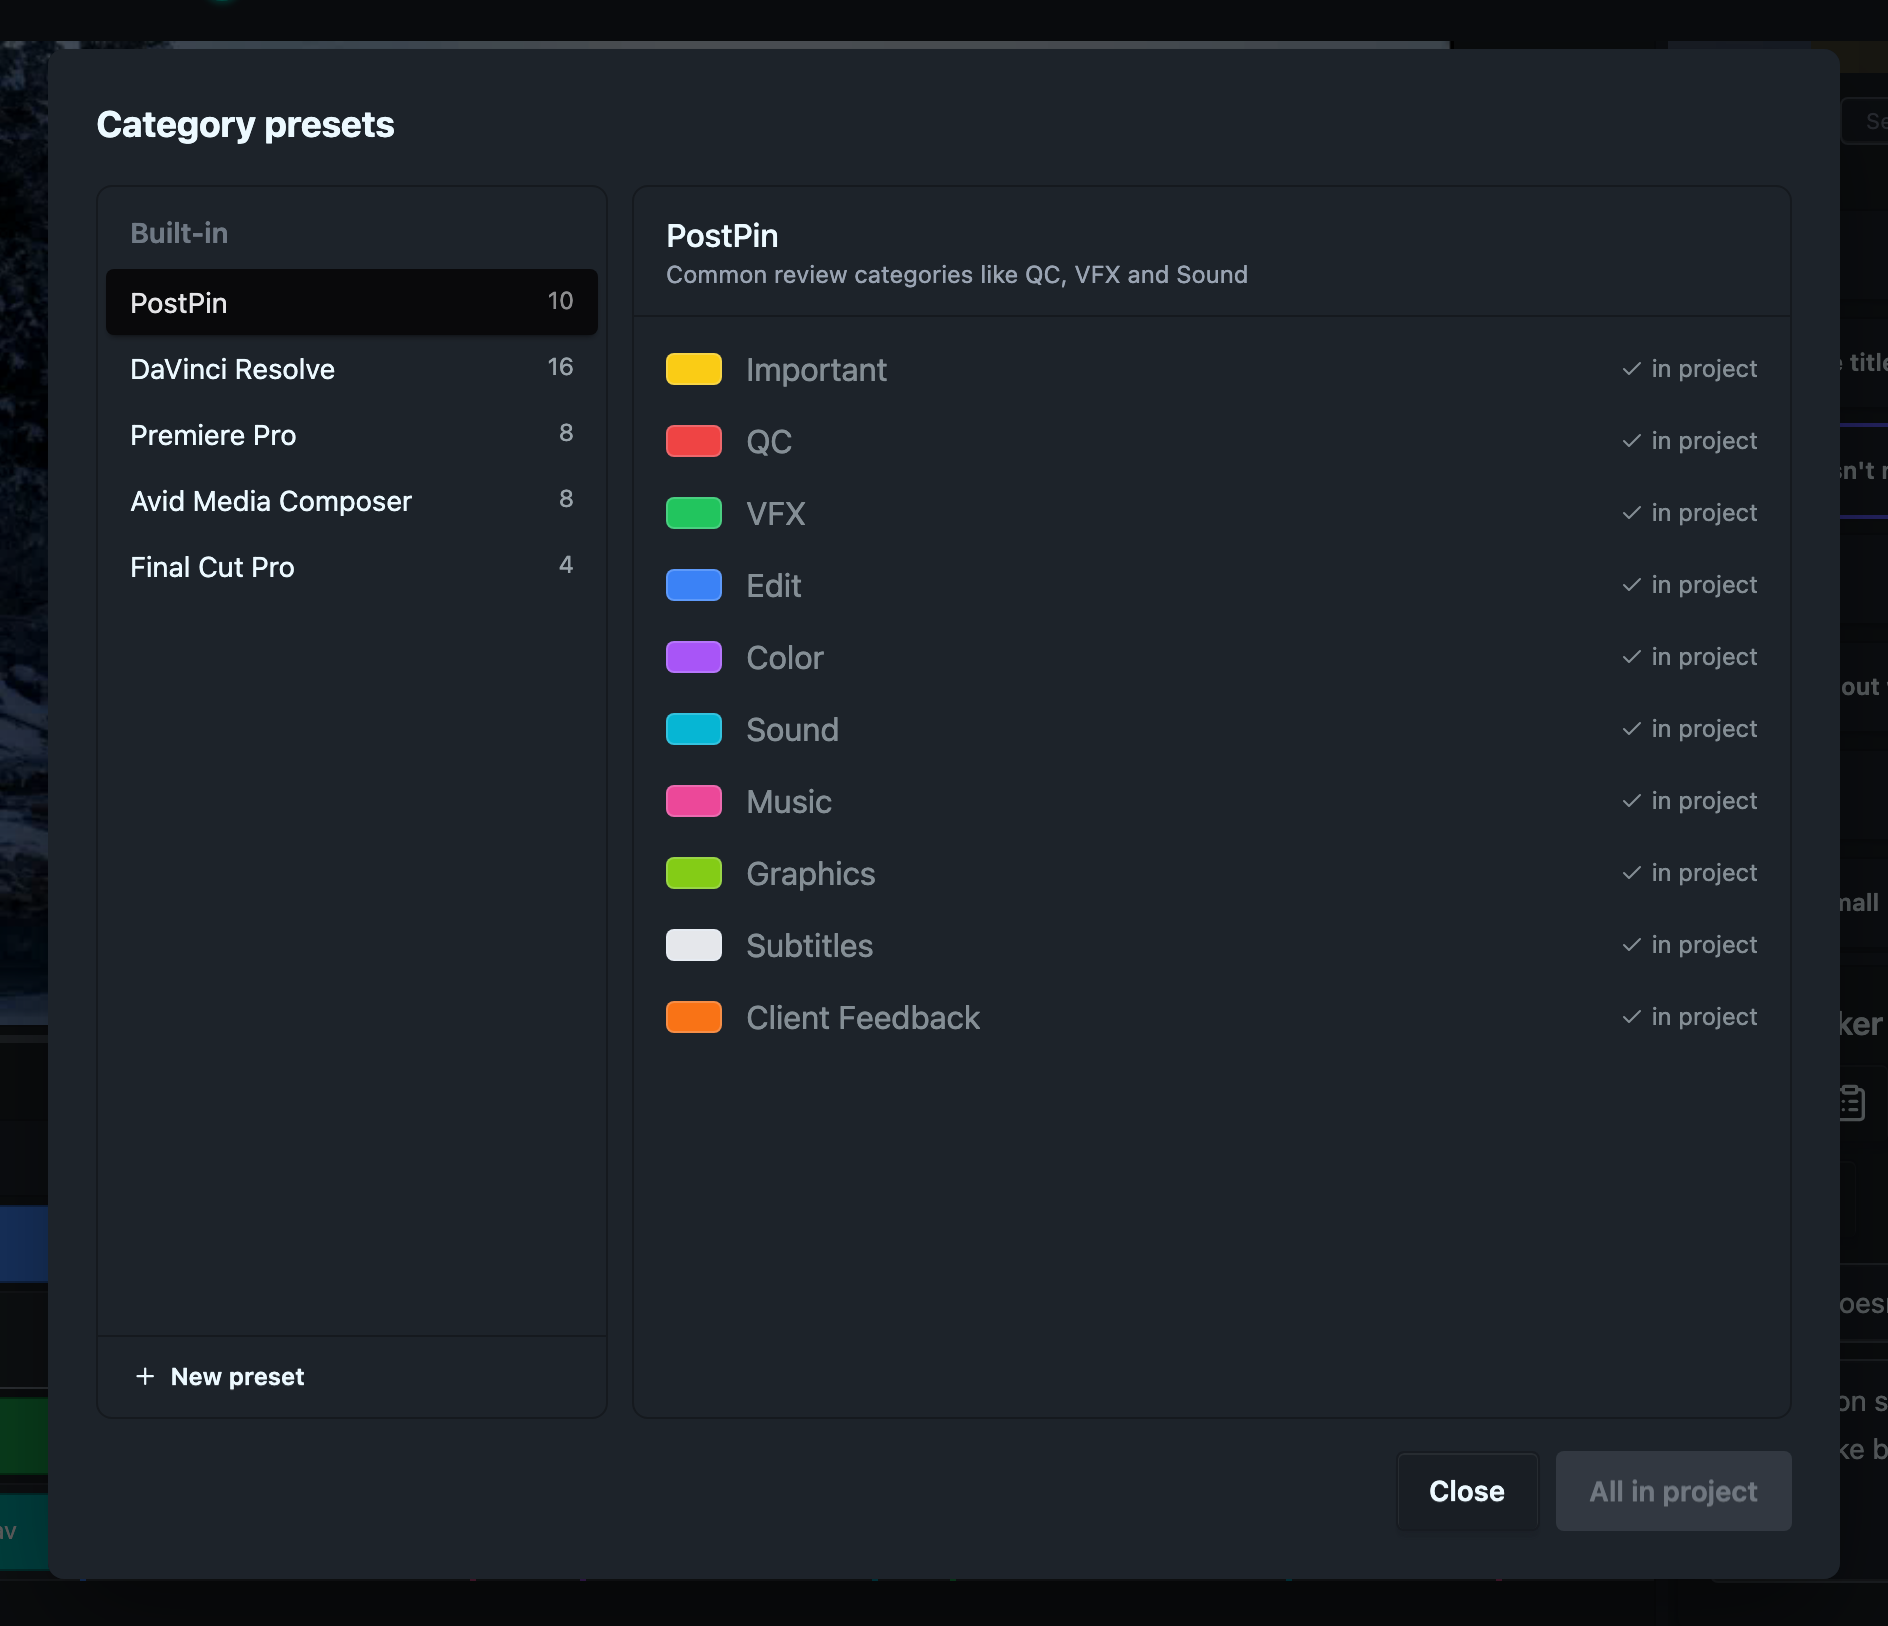 Category presets
Built-in
PostPin 10
DaVinci Resolve 16
Premiere Pro 8
Avid Media Composer 8
Final Cut Pro 4
+ New preset
PostPin
Common review categories like QC, VFX and Sound
Important ✓ in project
QC ✓ in project
VFX ✓ in project
Edit ✓ in project
Color ✓ in project
Sound ✓ in project
Music ✓ in project
Graphics ✓ in project
Subtitles ✓ in project
Client Feedback ✓ in project
Close
All in project
out